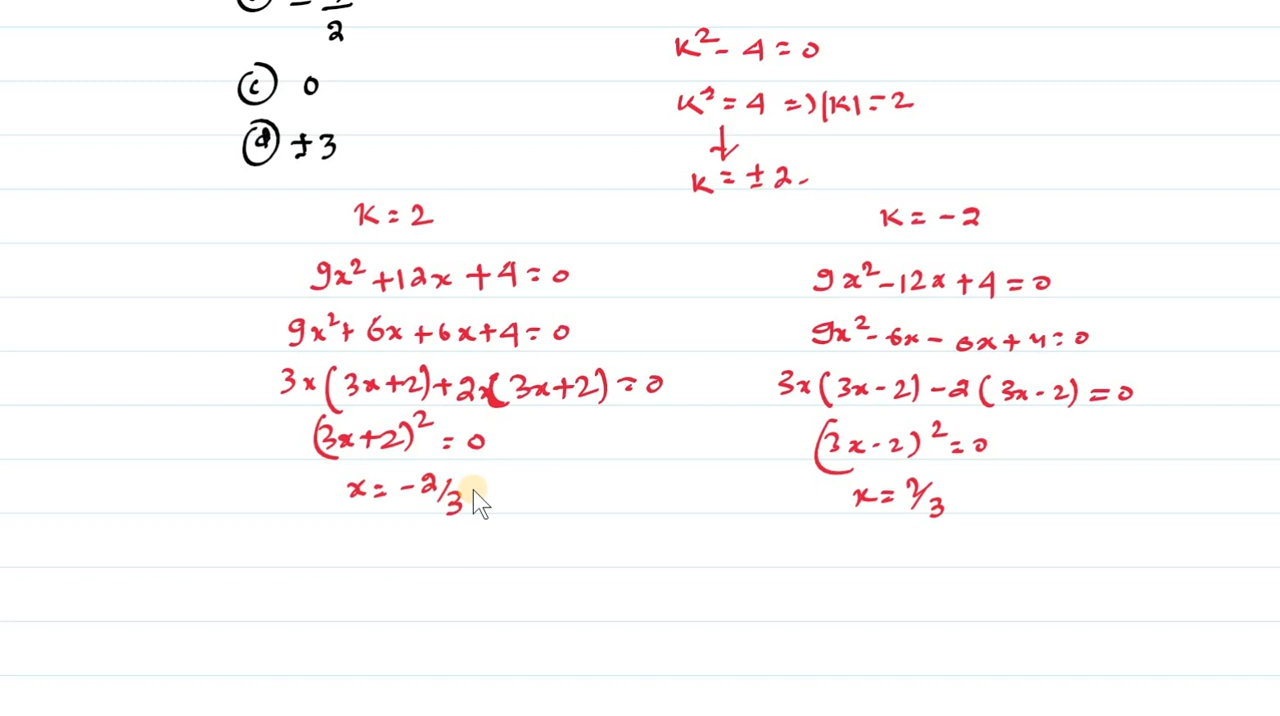 2
ⓒ 0
ⓓ ±3
K² - 4 = 0
K² = 4 =) |K| = 2
↓
K = ± 2.
K = 2
9x² + 12x + 4 = 0
9x² + 6x + 6x + 4 = 0
3x (3x+2) + 2x(3x+2) = 0
(3x+2)² = 0
x = -2/3
K = -2
9x² - 12x + 4 = 0
9x² - 6x - 6x + 4 = 0
3x (3x - 2) - 2 (3x - 2) = 0
(3x - 2)² = 0
x = 2/3